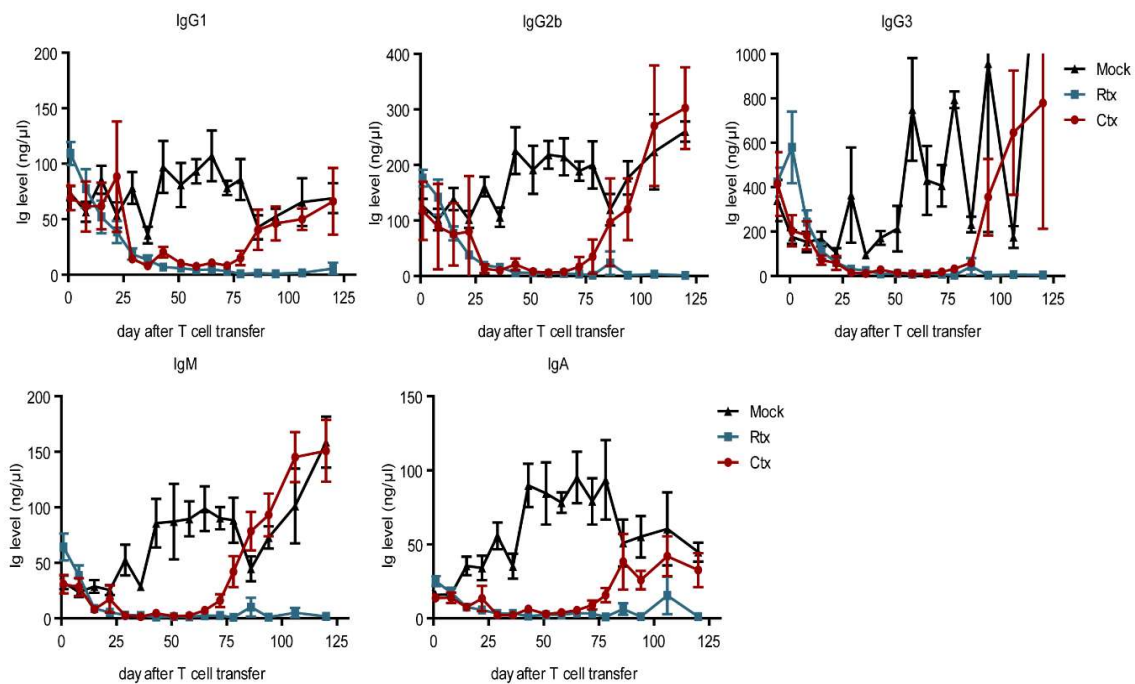 IgG1
IgG2b
IgG3
200
150
100
50
0
Ig level (ng/µl)
0 25 50 75 100 125
day after T cell transfer
400
300
200
100
0
Ig level (ng/µl)
0 25 50 75 100 125
day after T cell transfer
1000
800
600
400
200
0
Ig level (ng/µl)
0 25 50 75 100 125
day after T cell transfer
Mock
Rtx
Ctx
IgM
IgA
200
150
100
50
0
Ig level (ng/µl)
0 25 50 75 100 125
day after T cell transfer
150
100
50
0
Ig level (ng/µl)
0 25 50 75 100 125
day after T cell transfer
Mock
Rtx
Ctx